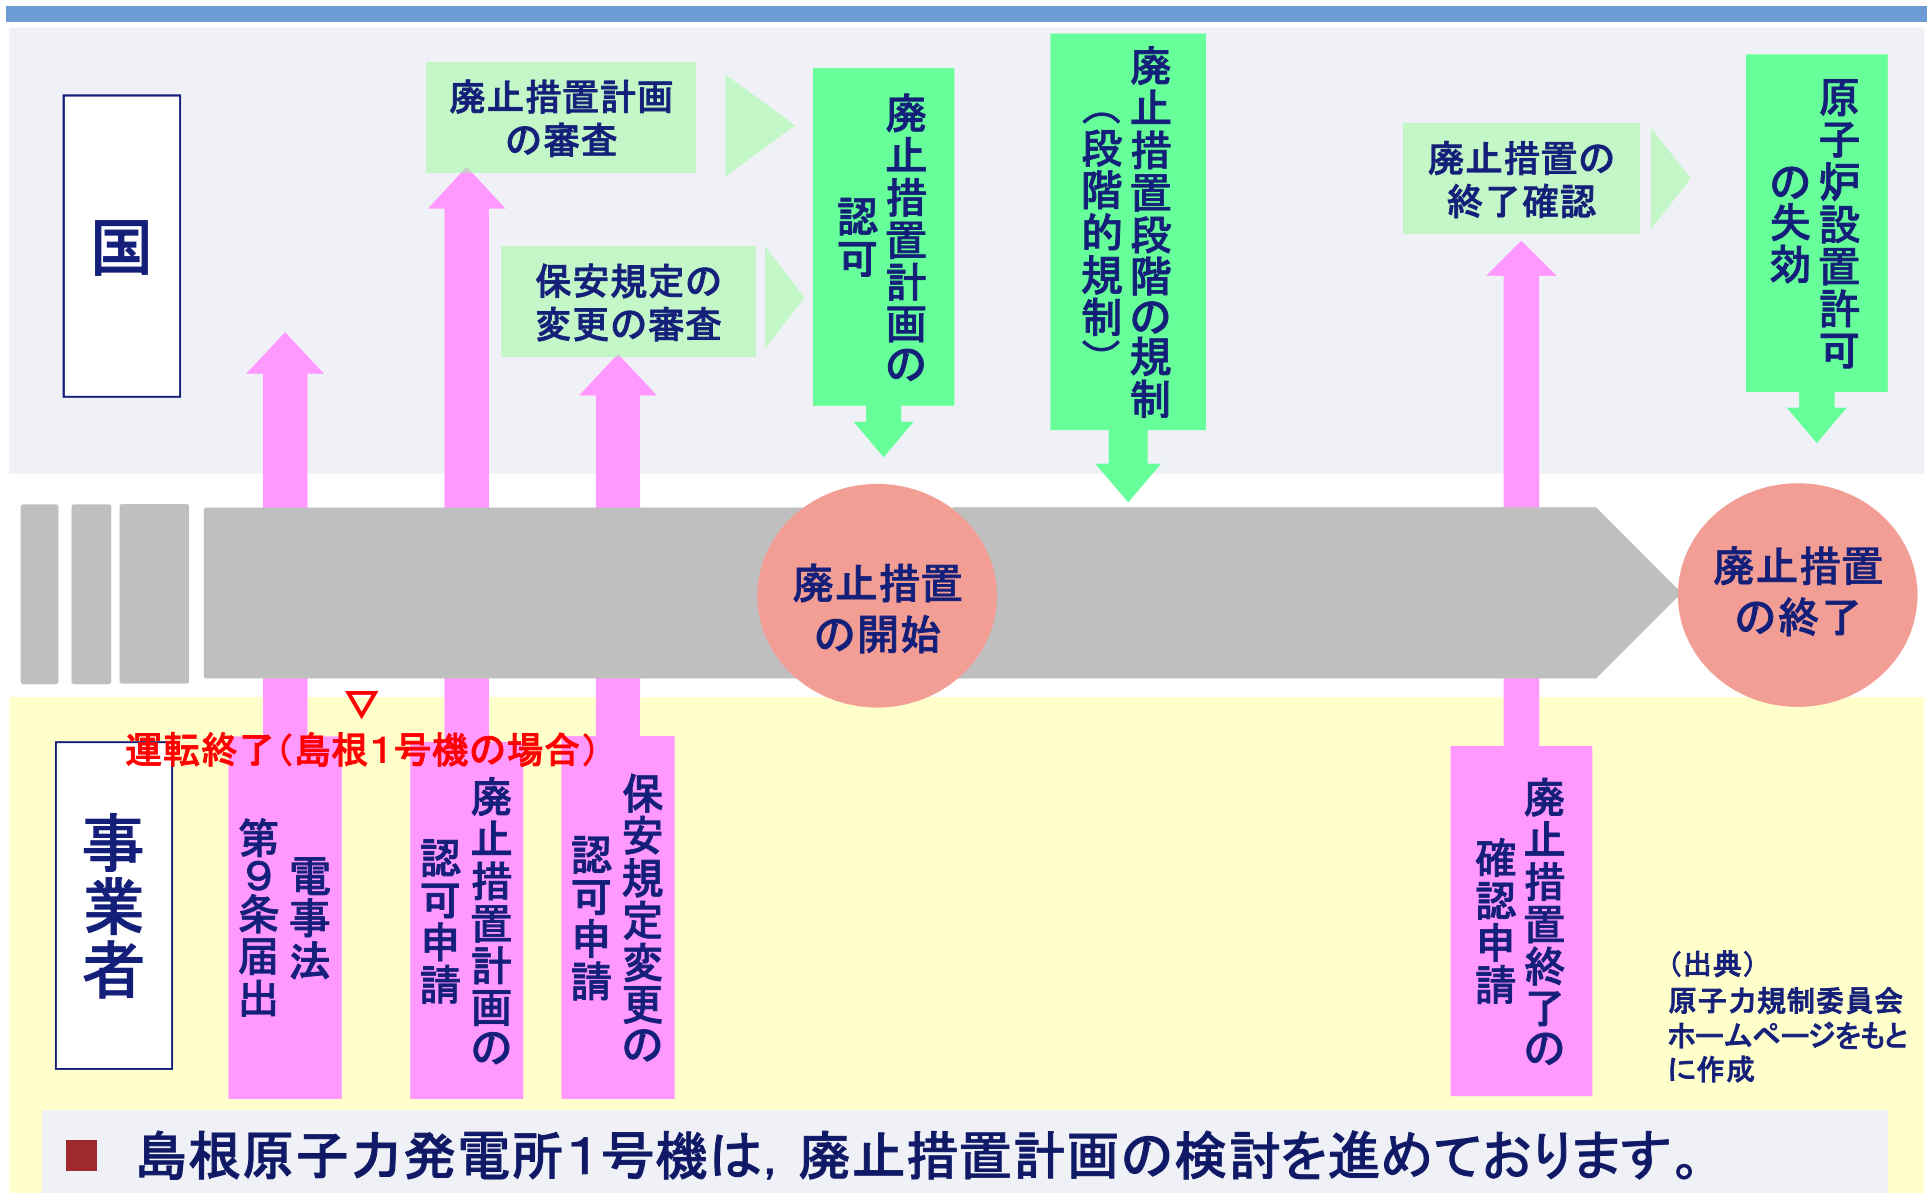 国
廃止措置計画
の審査
保安規定の
変更の審査
廃止措置計画の
認可
廃止措置段階の規制
（段階的規制）
廃止措置の
終了確認
原子炉設置許可
の失効
廃止措置
の開始
廃止措置
の終了
運転終了（島根１号機の場合）
事業者
電事法
第９条届出
廃止措置計画の
認可申請
保安規定変更の
認可申請
廃止措置終了の
確認申請
（出典）
原子力規制委員会
ホームページをもと
に作成
島根原子力発電所１号機は，廃止措置計画の検討を進めております。